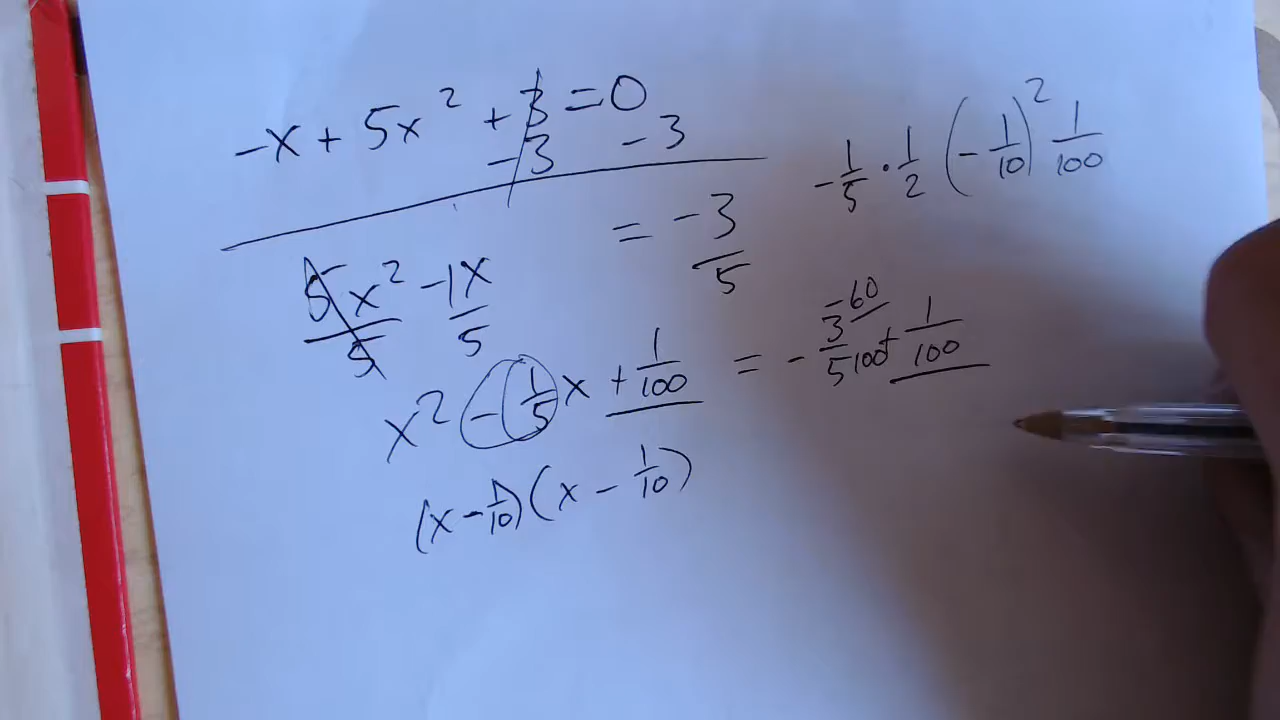 -x + 5x² + 3 = 0
-3 -3
5x²/5 -1x/5 = -3/5
-1/5 · 1/2 (-1/10)² 1/100
x² - 1/5 x + 1/100 = -3/5 -60/100 + 1/100
(x - 1/10)(x - 1/10)